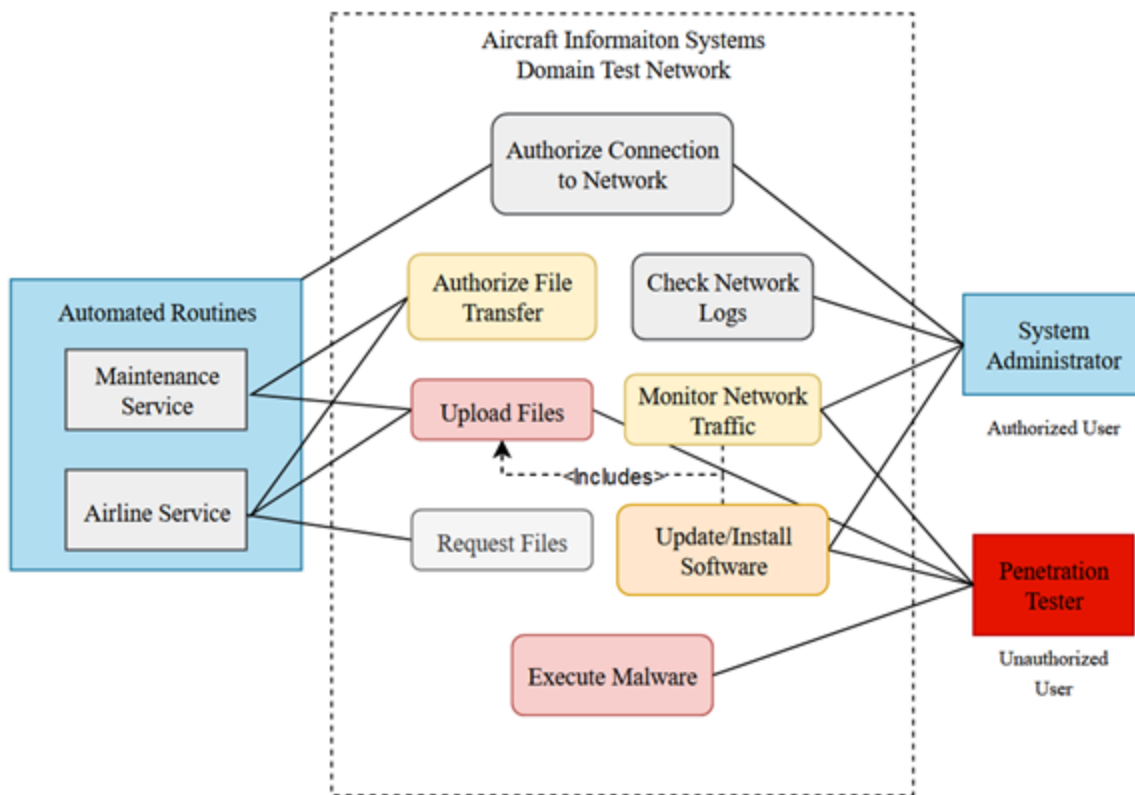 Aircraft Informaiton Systems
Domain Test Network
Authorize Connection
to Network
Automated Routines
Maintenance
Service
Airline Service
Authorize File
Transfer
Check Network
Logs
Upload Files
Monitor Network
Traffic
<Includes>
Request Files
Update/Install
Software
Execute Malware
System
Administrator
Authorized User
Penetration
Tester
Unauthorized
User